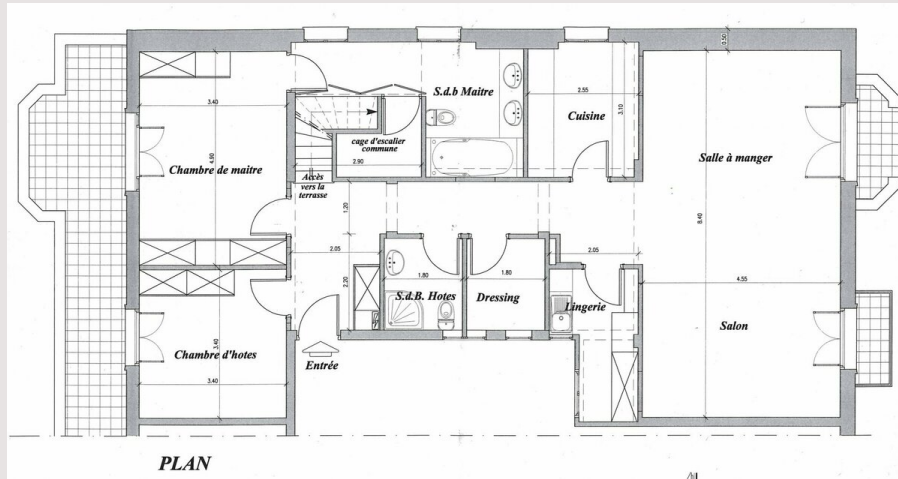 0.50
3.40
S.d.b Maitre
2.55
3.10
Cuisine
cage d'escalier
commune
2.90
4.90
Chambre de maitre
Salle à manger
Accès
vers la
terrasse
1.20
8.40
2.05
2.05
2.20
1.80
1.80
4.55
S.d.B. Hotes
Dressing
Lingerie
Salon
Chambre d'hotes
3.40
3.40
Entrée
PLAN